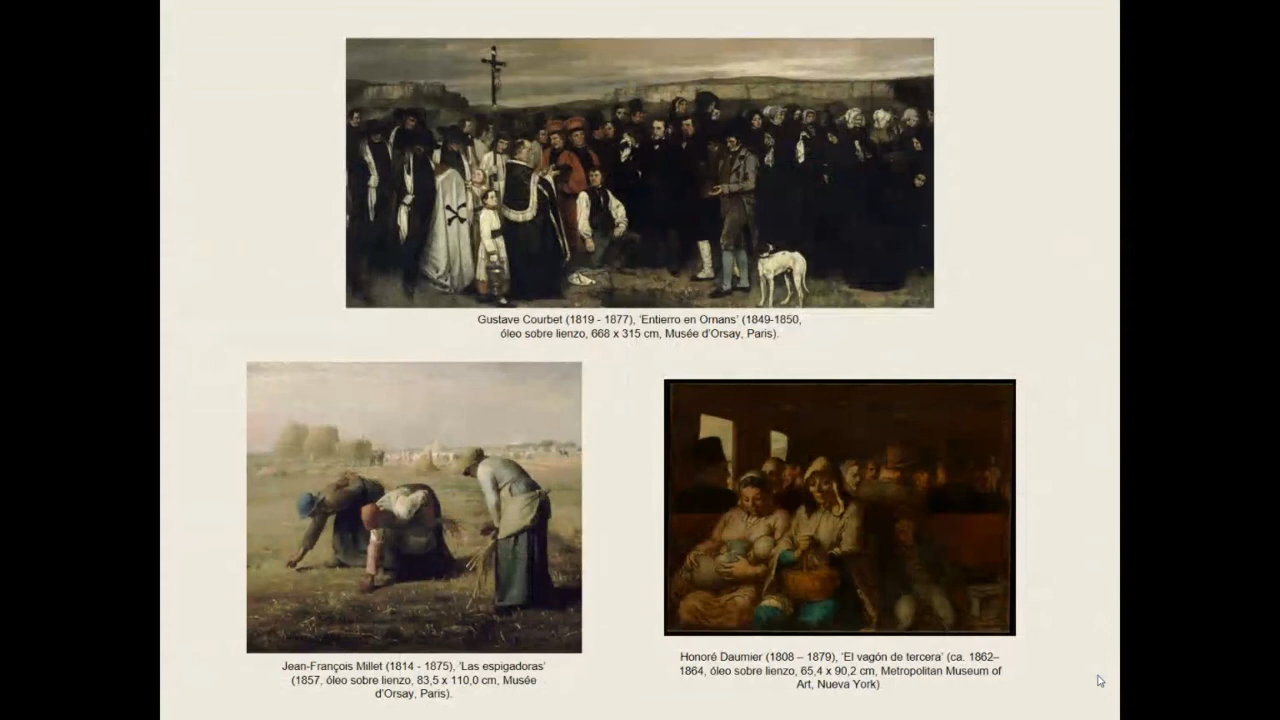 Gustave Courbet (1819 - 1877), 'Entierro en Ornans' (1849-1850,
óleo sobre lienzo, 668 x 315 cm, Musée d'Orsay, Paris).
Jean-François Millet (1814 - 1875), 'Las espigadoras'
(1857, óleo sobre lienzo, 83,5 x 110,0 cm, Musée
d'Orsay, Paris).
Honoré Daumier (1808 – 1879), 'El vagón de tercera' (ca. 1862–
1864, óleo sobre lienzo, 65,4 x 90,2 cm, Metropolitan Museum of
Art, Nueva York)